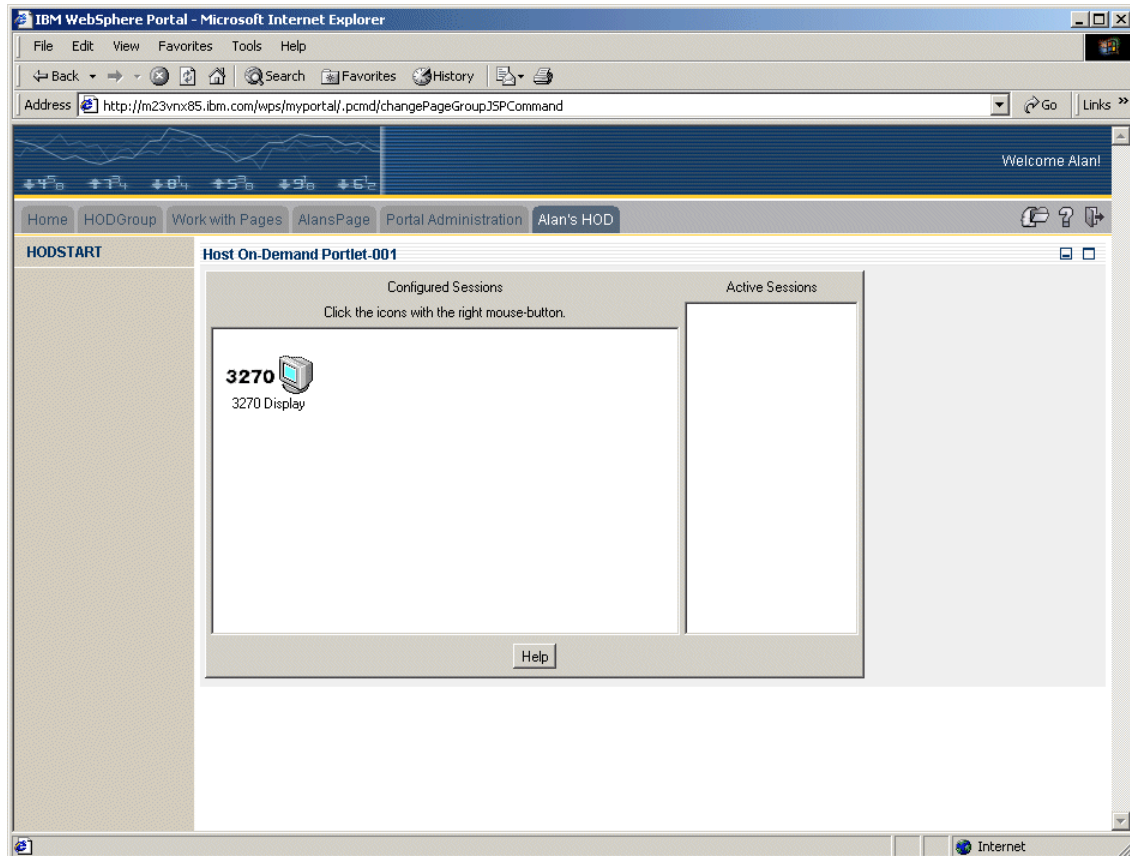 IBM WebSphere Portal - Microsoft Internet Explorer
File Edit View Favorites Tools Help
Back Search Favorites History
Address http://m23vnx85.ibm.com/wps/myportal/.pcmd/changePageGroupJSPCommand Go Links »
Welcome Alan!
Home HODGroup Work with Pages AlansPage Portal Administration Alan's HOD
HODSTART
Host On-Demand Portlet-001
Configured Sessions
Click the icons with the right mouse-button.
Active Sessions
3270
3270 Display
Help
Internet